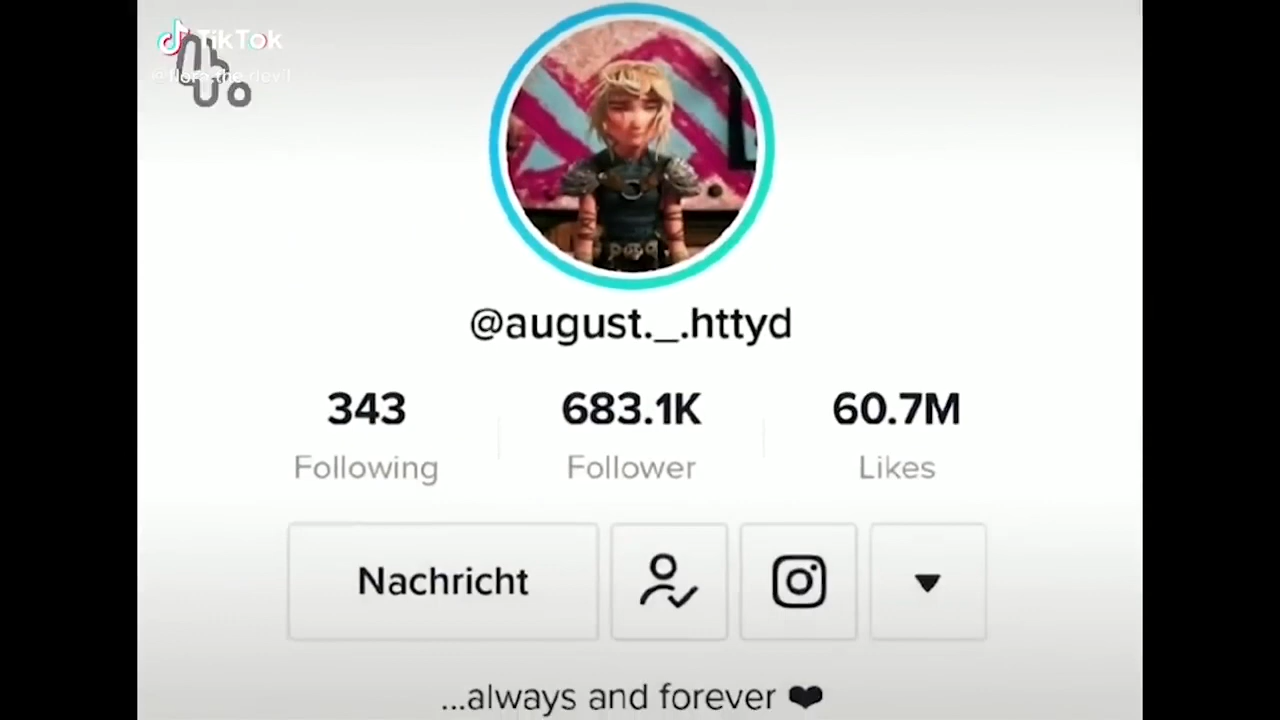 TikTok
@august._.httyd
343 683.1K 60.7M
Following Follower Likes
Nachricht
...always and forever ❤